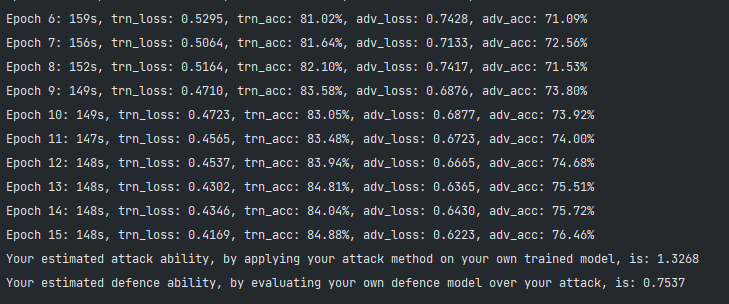 Epoch 6: 159s, trn_loss: 0.5295, trn_acc: 81.02%, adv_loss: 0.7428, adv_acc: 71.09%
Epoch 7: 156s, trn_loss: 0.5064, trn_acc: 81.64%, adv_loss: 0.7133, adv_acc: 72.56%
Epoch 8: 152s, trn_loss: 0.5164, trn_acc: 82.10%, adv_loss: 0.7417, adv_acc: 71.53%
Epoch 9: 149s, trn_loss: 0.4710, trn_acc: 83.58%, adv_loss: 0.6876, adv_acc: 73.80%
Epoch 10: 149s, trn_loss: 0.4723, trn_acc: 83.05%, adv_loss: 0.6877, adv_acc: 73.92%
Epoch 11: 147s, trn_loss: 0.4565, trn_acc: 83.48%, adv_loss: 0.6723, adv_acc: 74.00%
Epoch 12: 148s, trn_loss: 0.4537, trn_acc: 83.94%, adv_loss: 0.6665, adv_acc: 74.68%
Epoch 13: 148s, trn_loss: 0.4302, trn_acc: 84.81%, adv_loss: 0.6365, adv_acc: 75.51%
Epoch 14: 148s, trn_loss: 0.4346, trn_acc: 84.04%, adv_loss: 0.6430, adv_acc: 75.72%
Epoch 15: 148s, trn_loss: 0.4169, trn_acc: 84.88%, adv_loss: 0.6223, adv_acc: 76.46%
Your estimated attack ability, by applying your attack method on your own trained model, is: 1.3268
Your estimated defence ability, by evaluating your own defence model over your attack, is: 0.7537